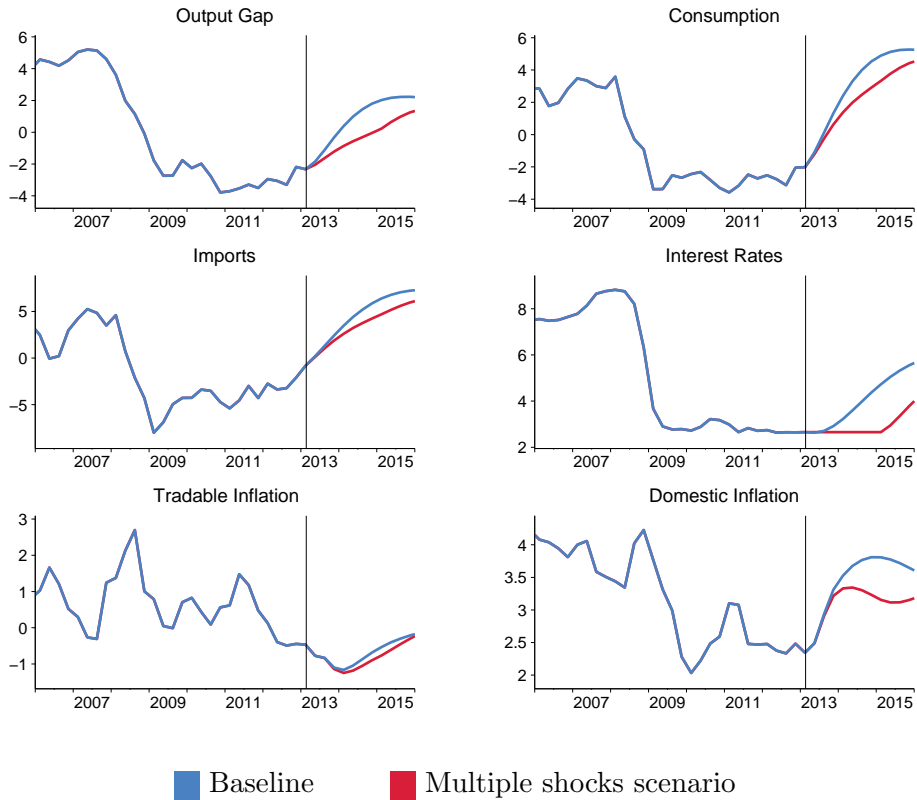 Output Gap
6
4
2
0
−2
−4
2007 2009 2011 2013 2015
Consumption
6
4
2
0
−2
−4
2007 2009 2011 2013 2015
Imports
5
0
−5
2007 2009 2011 2013 2015
Interest Rates
8
6
4
2
2007 2009 2011 2013 2015
Tradable Inflation
3
2
1
0
−1
2007 2009 2011 2013 2015
Domestic Inflation
4
3.5
3
2.5
2
2007 2009 2011 2013 2015
Baseline Multiple shocks scenario